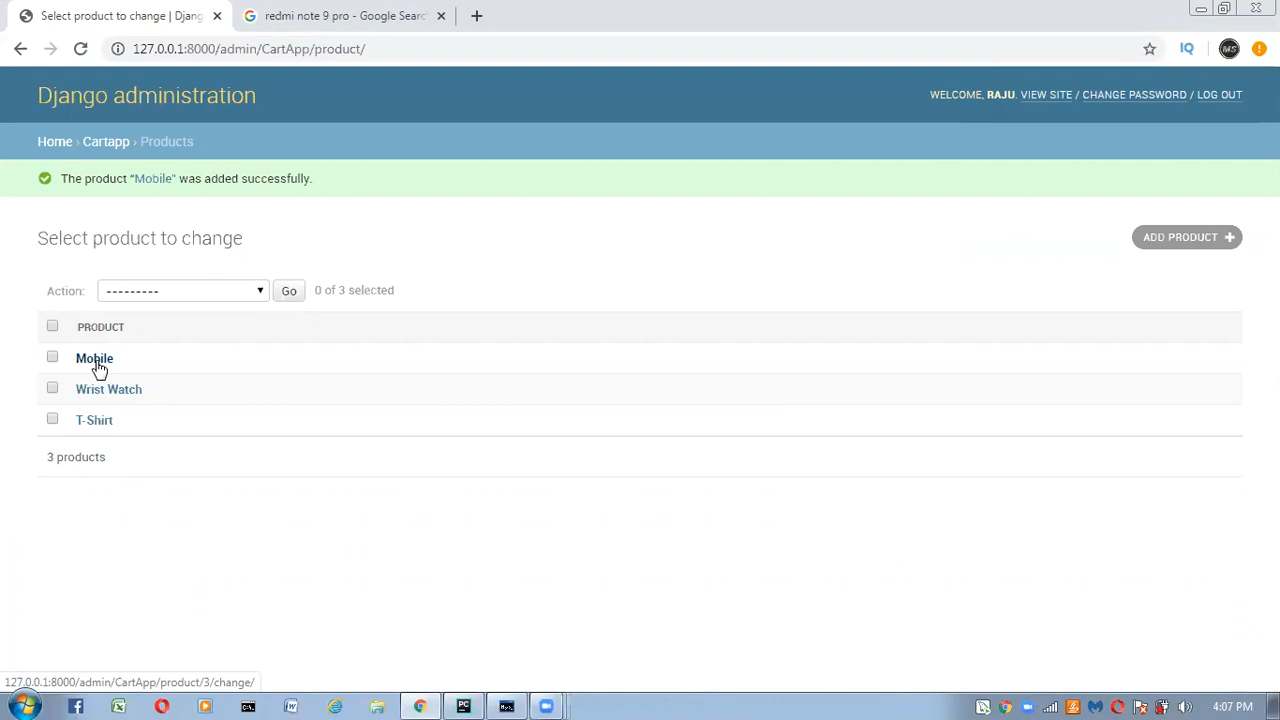 Select product to change | Djang
redmi note 9 pro - Google Searc
127.0.0.1:8000/admin/CartApp/product/
IQ
MS
Django administration
WELCOME, RAJU. VIEW SITE / CHANGE PASSWORD / LOG OUT
Home › Cartapp › Products
The product “Mobile” was added successfully.
Select product to change
ADD PRODUCT +
Action: --------- Go 0 of 3 selected
PRODUCT
Mobile
Wrist Watch
T-Shirt
3 products
127.0.0.1:8000/admin/CartApp/product/3/change/
4:07 PM